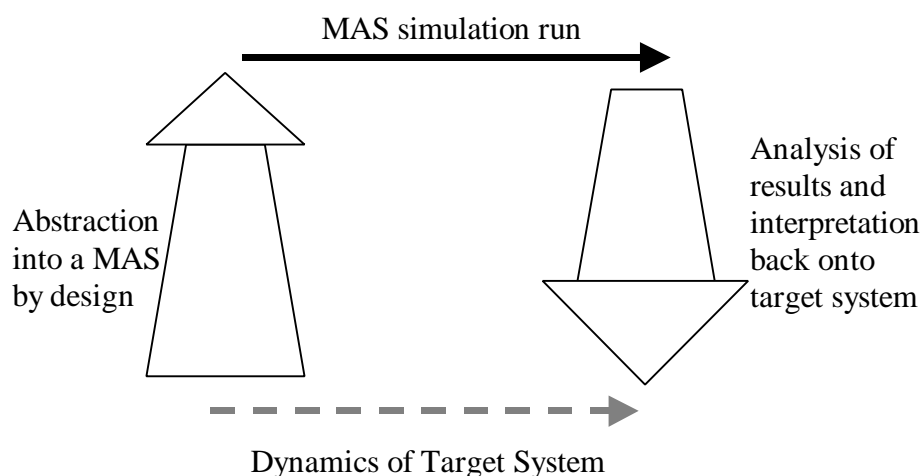 MAS simulation run
Abstraction
into a MAS
by design
Analysis of
results and
interpretation
back onto
target system
Dynamics of Target System